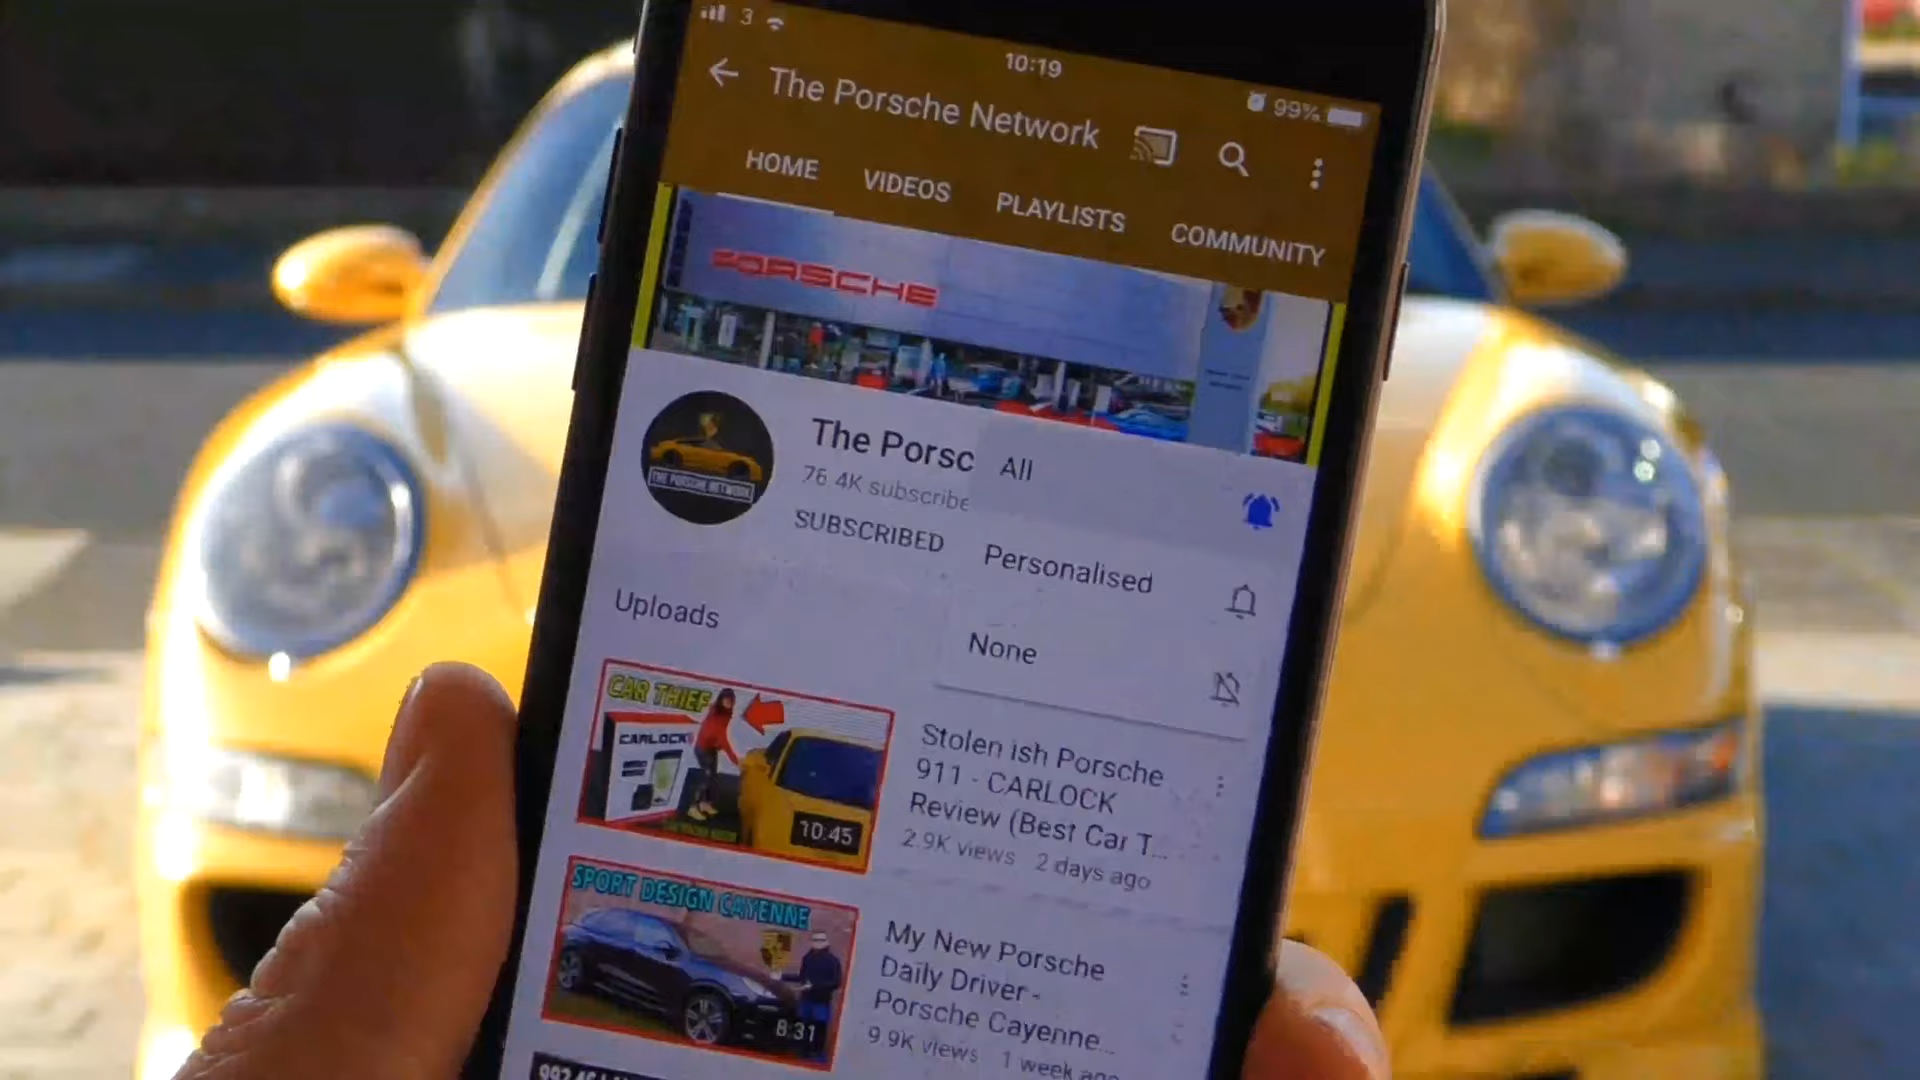 3
10:19
99%
The Porsche Network
HOME VIDEOS PLAYLISTS COMMUNITY
PORSCHE
The Porsc
76.4K subscribe
SUBSCRIBED
THE PORSCHE NETWORK
All
Personalised
None
Uploads
CAR THIEF
CARLOCK
10:45
Stolen ish Porsche
911 - CARLOCK
Review (Best Car T...
2.9K views 2 days ago
SPORT DESIGN CAYENNE
8:31
My New Porsche
Daily Driver -
Porsche Cayenne...
9.9K views 1 week ago